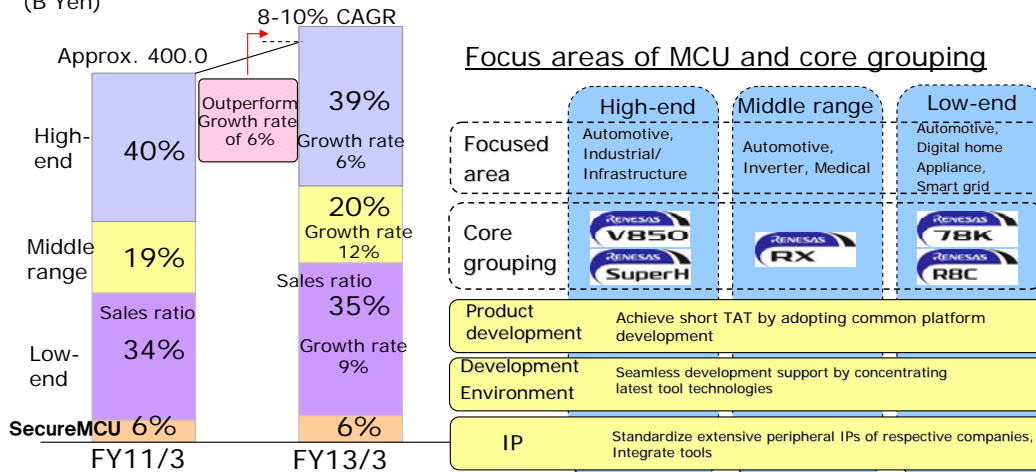 (B Yen)
8-10% CAGR
Approx. 400.0
Outperform
Growth rate
of 6%
High-
end
40%
39%
Growth rate
6%
Middle
range
19%
20%
Growth rate
12%
Sales ratio
Sales ratio
Low-
end
34%
35%
Growth rate
9%
SecureMCU
6%
6%
FY11/3
FY13/3
Focus areas of MCU and core grouping
High-end
Middle range
Low-end
Focused
area
Automotive,
Industrial/
Infrastructure
Automotive,
Inverter, Medical
Automotive,
Digital home
Appliance,
Smart grid
Core
grouping
RENESAS
V850
RENESAS
SuperH
RENESAS
RX
RENESAS
78K
RENESAS
R8C
Product
development
Achieve short TAT by adopting common platform
development
Development
Environment
Seamless development support by concentrating
latest tool technologies
IP
Standardize extensive peripheral IPs of respective companies,
Integrate tools